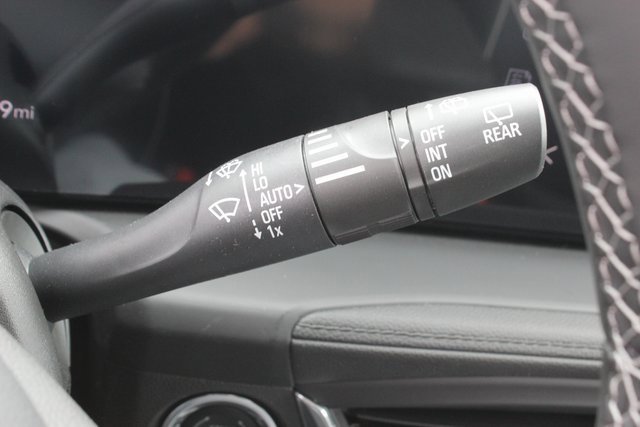 9mi
HI
LO
AUTO >
OFF
1x
>
OFF
INT
ON
REAR